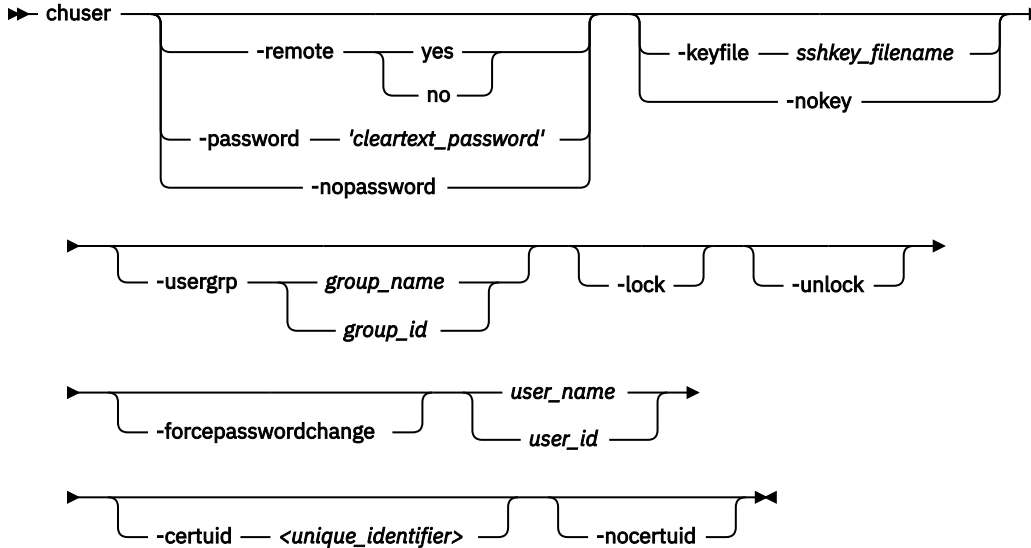 chuser
-remote yes
no
-password 'cleartext_password'
-nopassword
-keyfile sshkey_filename
-nokey
-usergrp group_name
group_id
-lock
-unlock
-forcepasswordchange
user_name
user_id
-certuid <unique_identifier>
-nocertuid